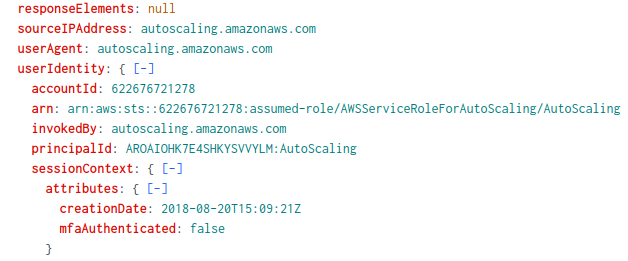 responseElements: null
sourceIPAddress: autoscaling.amazonaws.com
userAgent: autoscaling.amazonaws.com
userIdentity: { [-]
accountId: 622676721278
arn: arn:aws:sts::622676721278:assumed-role/AWSServiceRoleForAutoScaling/AutoScaling
invokedBy: autoscaling.amazonaws.com
principalId: AROAIOHK7E4SHKYSVVYLM:AutoScaling
sessionContext: { [-]
attributes: { [-]
creationDate: 2018-08-20T15:09:21Z
mfaAuthenticated: false
}